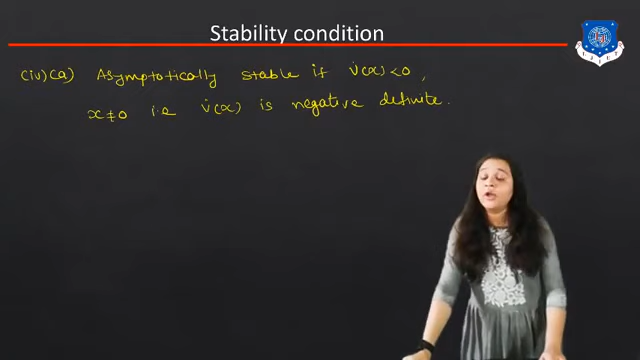 Stability condition
(iv)(a) Asymptotically stable if V̇(x) < 0 ,
x ≠ 0 i.e V̇(x) is negative definite.